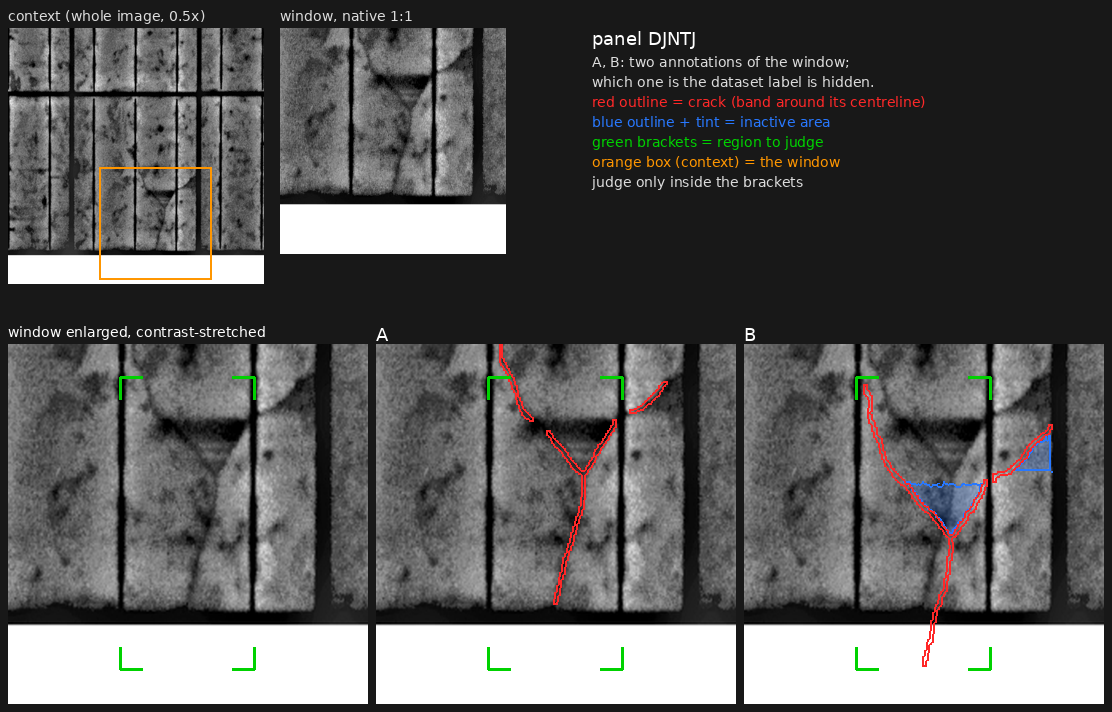 context (whole image, 0.5x)
window, native 1:1
panel DJNTJ
A, B: two annotations of the window;
which one is the dataset label is hidden.
red outline = crack (band around its centreline)
blue outline + tint = inactive area
green brackets = region to judge
orange box (context) = the window
judge only inside the brackets
window enlarged, contrast-stretched
A
B